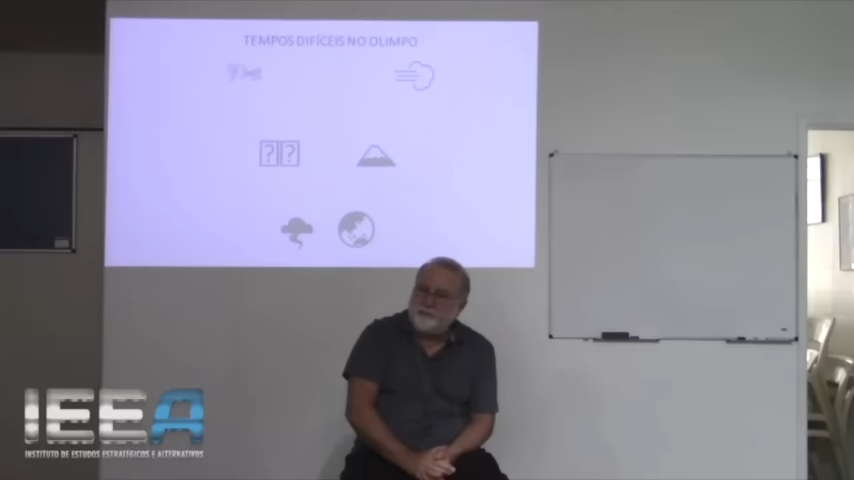 TEMPOS DIFÍCEIS NO OLIMPO
??
IEEA
INSTITUTO DE ESTUDOS ESTRATÉGICOS E ALTERNATIVOS